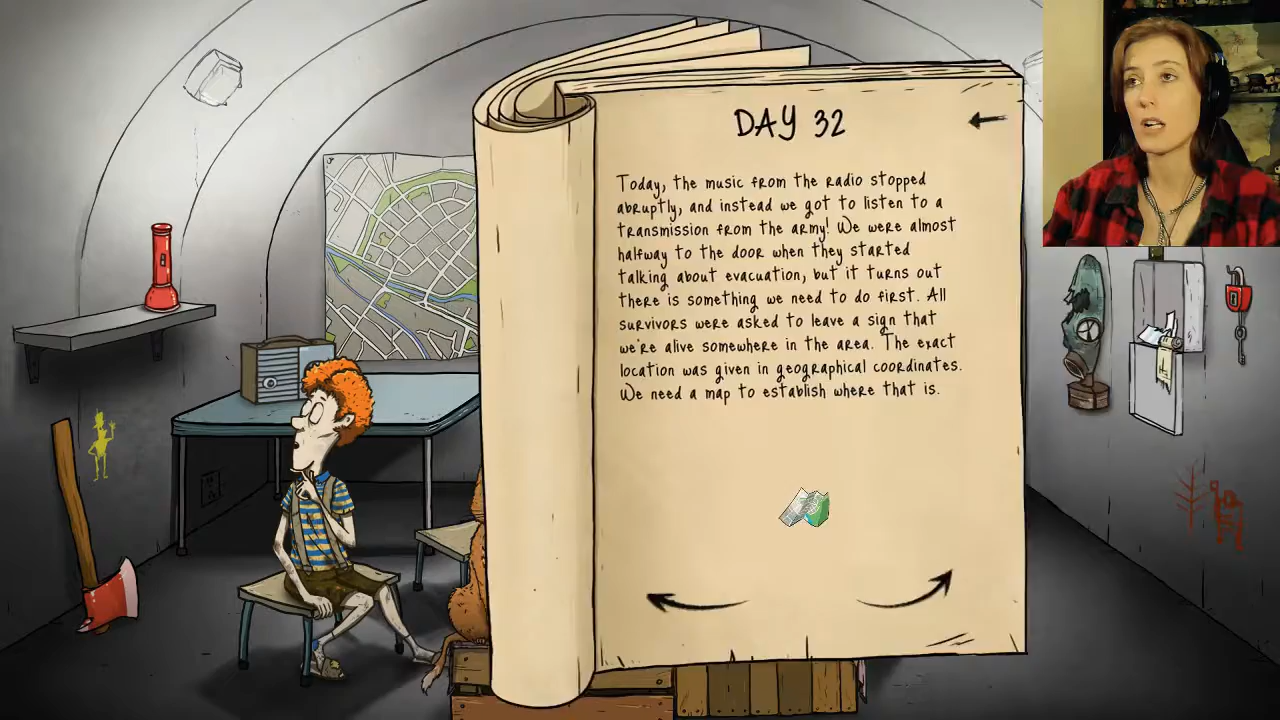 DAY 32
Today, the music from the radio stopped
abruptly, and instead we got to listen to a
transmission from the army! We were almost
halfway to the door when they started
talking about evacuation, but it turns out
there is something we need to do first. All
survivors were asked to leave a sign that
we're alive somewhere in the area. The exact
location was given in geographical coordinates.
We need a map to establish where that is.